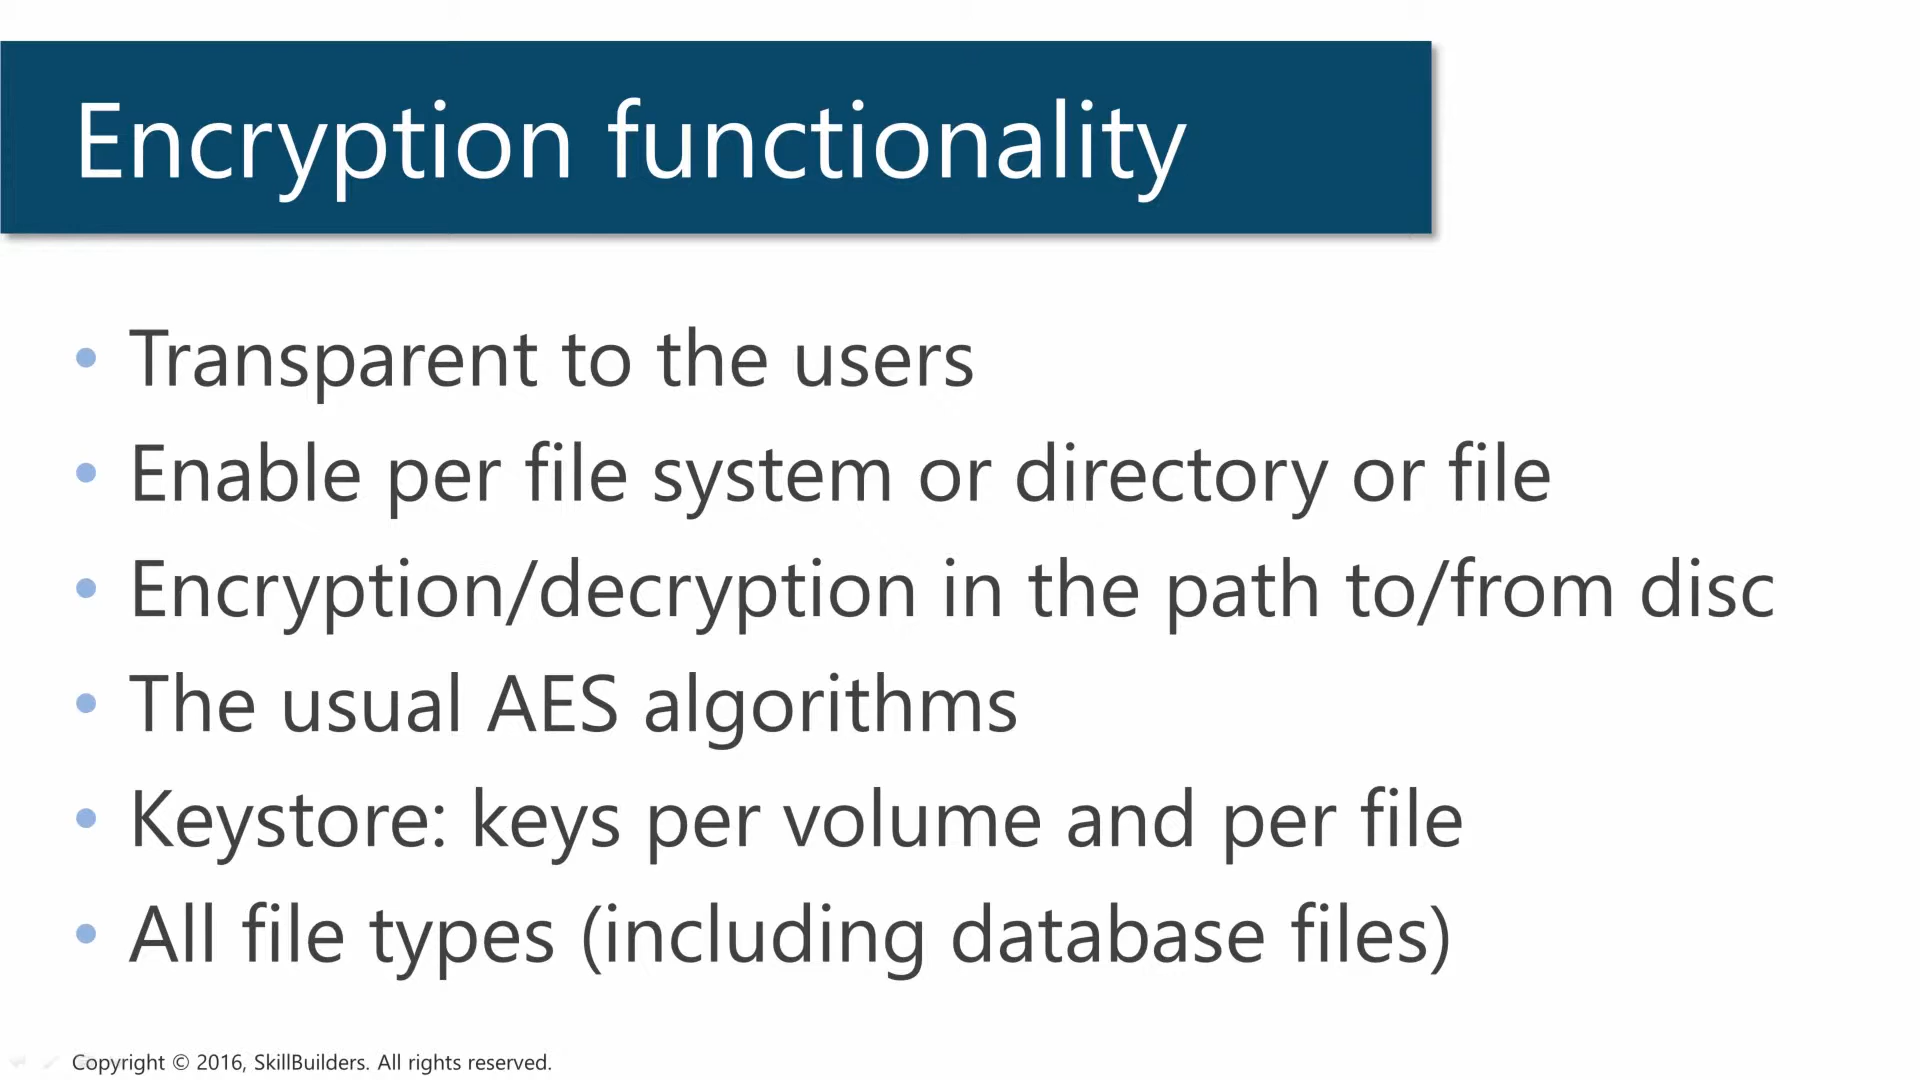 Encryption functionality
• Transparent to the users
• Enable per file system or directory or file
• Encryption/decryption in the path to/from disc
• The usual AES algorithms
• Keystore: keys per volume and per file
• All file types (including database files)
Copyright © 2016, SkillBuilders. All rights reserved.